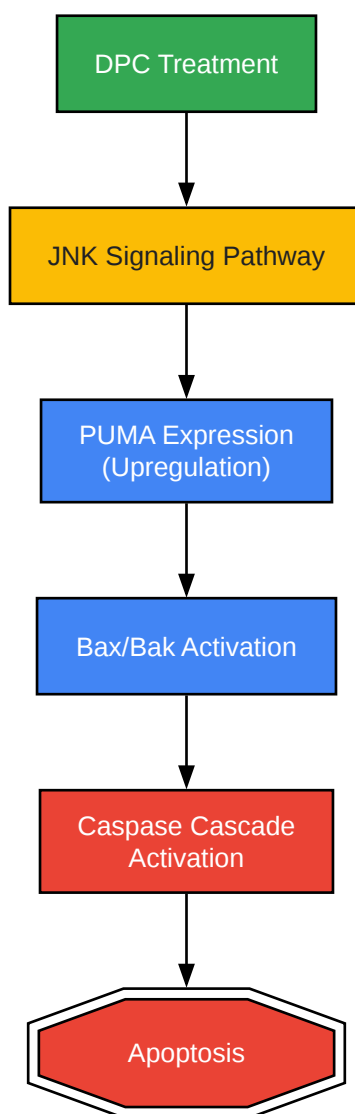 DPC Treatment
JNK Signaling Pathway
PUMA Expression
(Upregulation)
Bax/Bak Activation
Caspase Cascade
Activation
Apoptosis